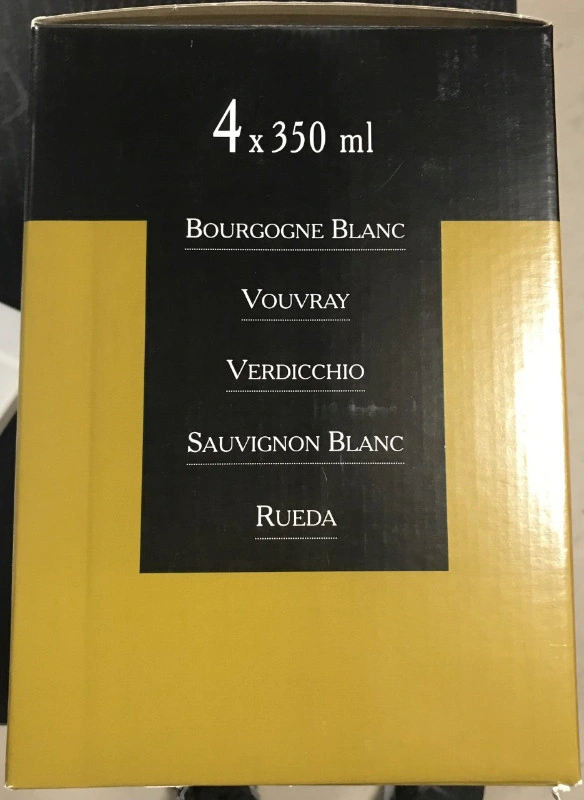 4 x 350 ml
Bourgogne Blanc
Vouvray
Verdicchio
Sauvignon Blanc
Rueda